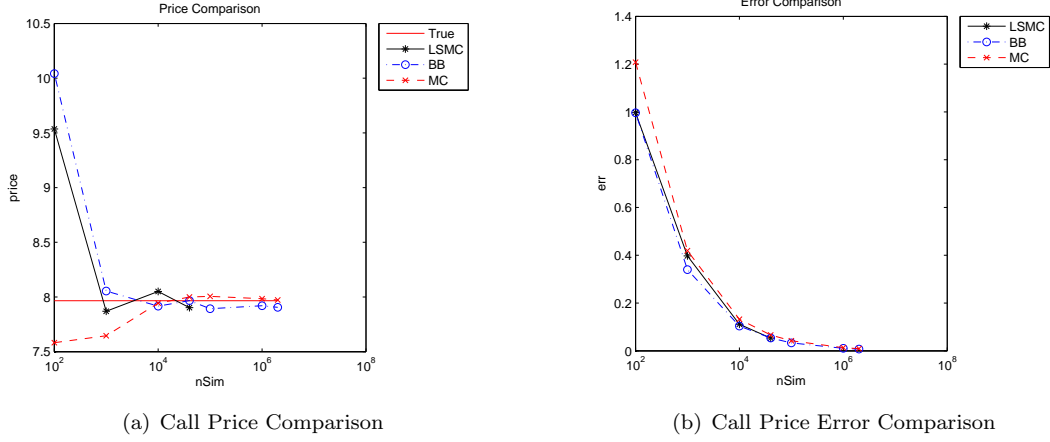 Price Comparison
10.5
10
9.5
9
8.5
8
7.5
price
10^2
10^4
10^6
10^8
nSim
True
LSMC
BB
MC
(a) Call Price Comparison
Error Comparison
1.4
1.2
1
0.8
0.6
0.4
0.2
0
err
10^2
10^4
10^6
10^8
nSim
LSMC
BB
MC
(b) Call Price Error Comparison